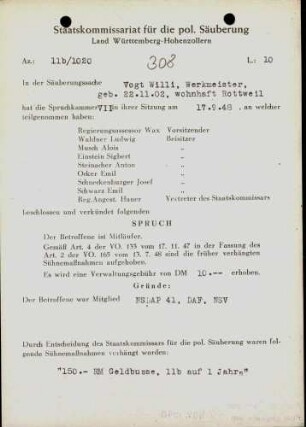 Staatskommissariat für die pol. Säuberung
Land Württemberg-Hohenzollern
Az.: 11b/1020 308 L: 10
In der Säuberungssache Vogt Willi, Werkmeister,
geb. 22.11.02, wohnhaft Rottweil
hat die Spruchkammer VII in ihrer Sitzung am 17.9.48, an welcher
teilgenommen haben:
Regierungsassessor Wax Vorsitzender
Waldner Ludwig Beisitzer
Musch Alois "
Einstein Sigbert "
Steinacher Anton "
Osker Emil "
Schneckenburger Josef "
Schwarz Emil "
Reg.Angest. Hauer Vertreter des Staatskommissars
beschlossen und verkündet folgenden
SPRUCH
Der Betroffene ist Mitläufer.
Gemäß Art. 4 der VO. 133 vom 17. 11. 47 in der Fassung des
Art. 2 der VO. 165 vom 13. 7. 48 sind die früher verhängten
Sühnemaßnahmen aufgehoben.
Es wird eine Verwaltungsgebühr von DM 10.-- erhoben.
Gründe:
Der Betroffene war Mitglied NSDAP 41, DAF, NSV
Durch Entscheidung des Staatskommissars für die pol. Säuberung waren folgende
Sühnemaßnahmen verhängt worden:
"150.- RM Geldbusse, 11b auf 1 Jahr"